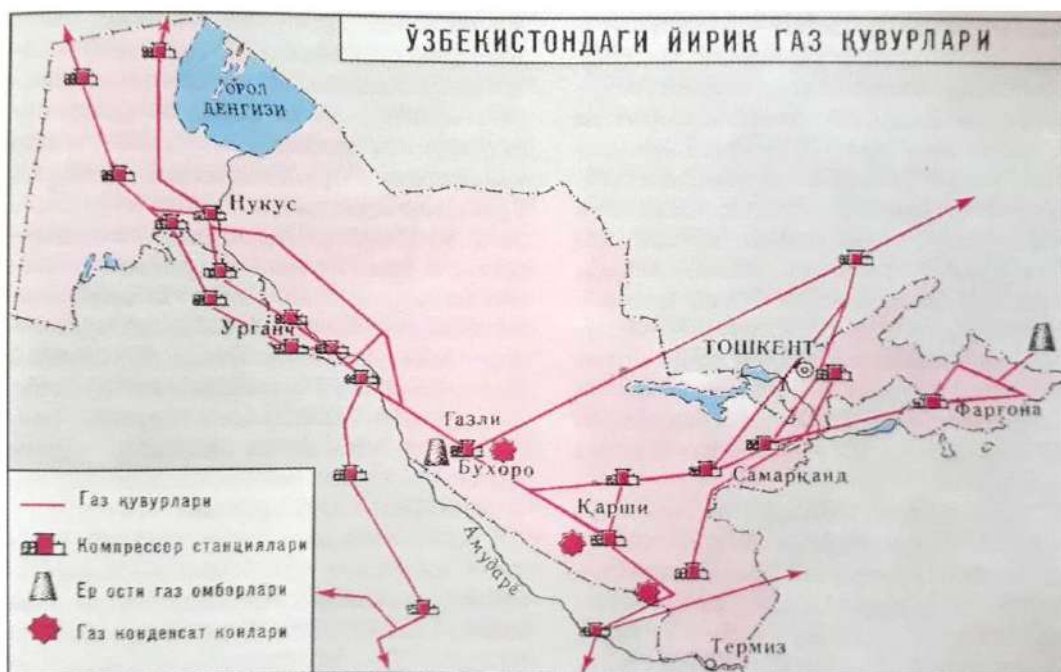 ЎЗБЕКИСТОНДАГИ ЙИРИК ГАЗ ҚУВУРЛАРИ
ОРОЛ
ДЕНГИЗИ
Нукус
Урганч
ТОШКЕНТ
Фарғона
Газли
Бухоро
Самарқанд
Қарши
Амударё
Термиз
Газ қувурлари
Компрессор станциялари
Ер ости газ омборлари
Газ конденсат конлари